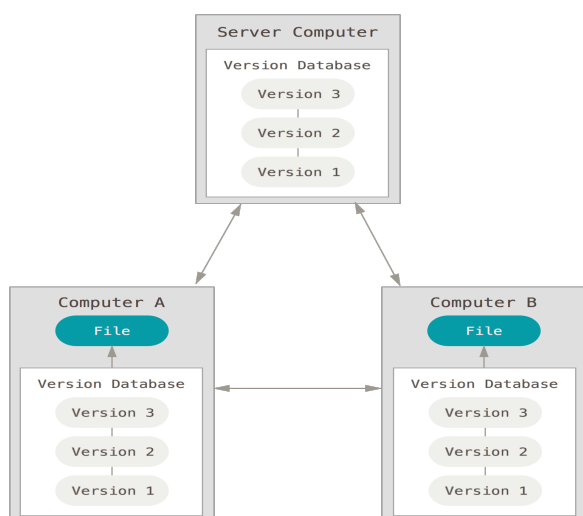 Server Computer
Version Database
Version 3
Version 2
Version 1
Computer A
File
Version Database
Version 3
Version 2
Version 1
Computer B
File
Version Database
Version 3
Version 2
Version 1